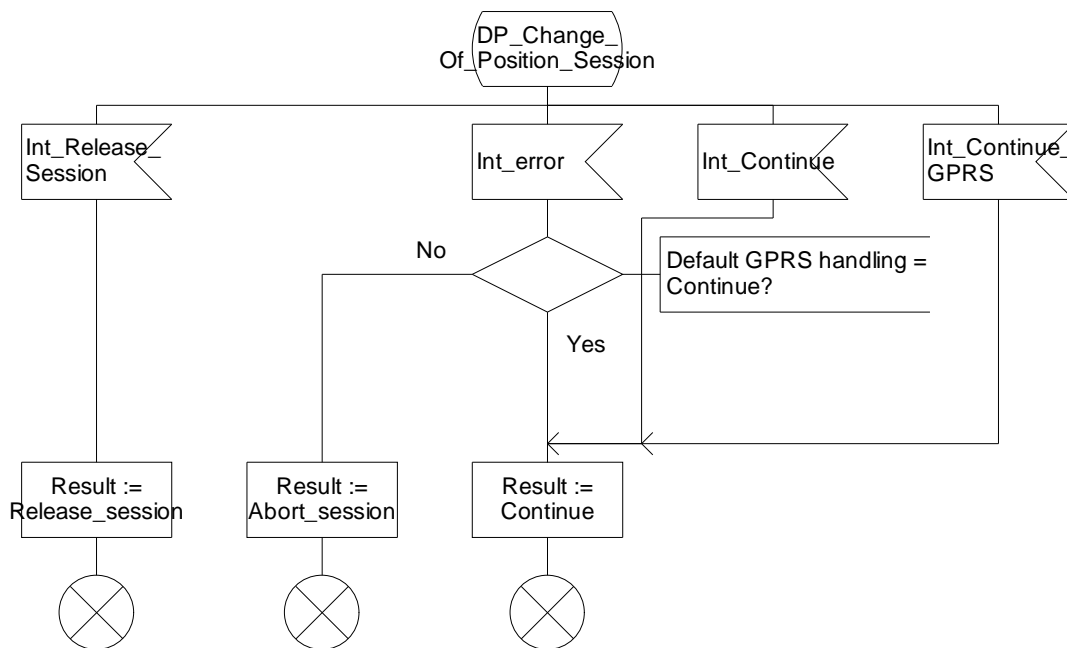 DP_Change_
Of_Position_Session
Int_Release_
Session
Int_error
Int_Continue
Int_Continue_
GPRS
No
Default GPRS handling =
Continue?
Yes
Result :=
Release_session
Result :=
Abort_session
Result :=
Continue